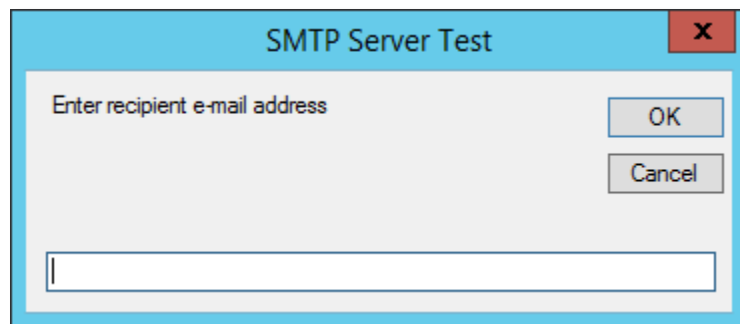 SMTP Server Test
x
Enter recipient e-mail address
OK
Cancel